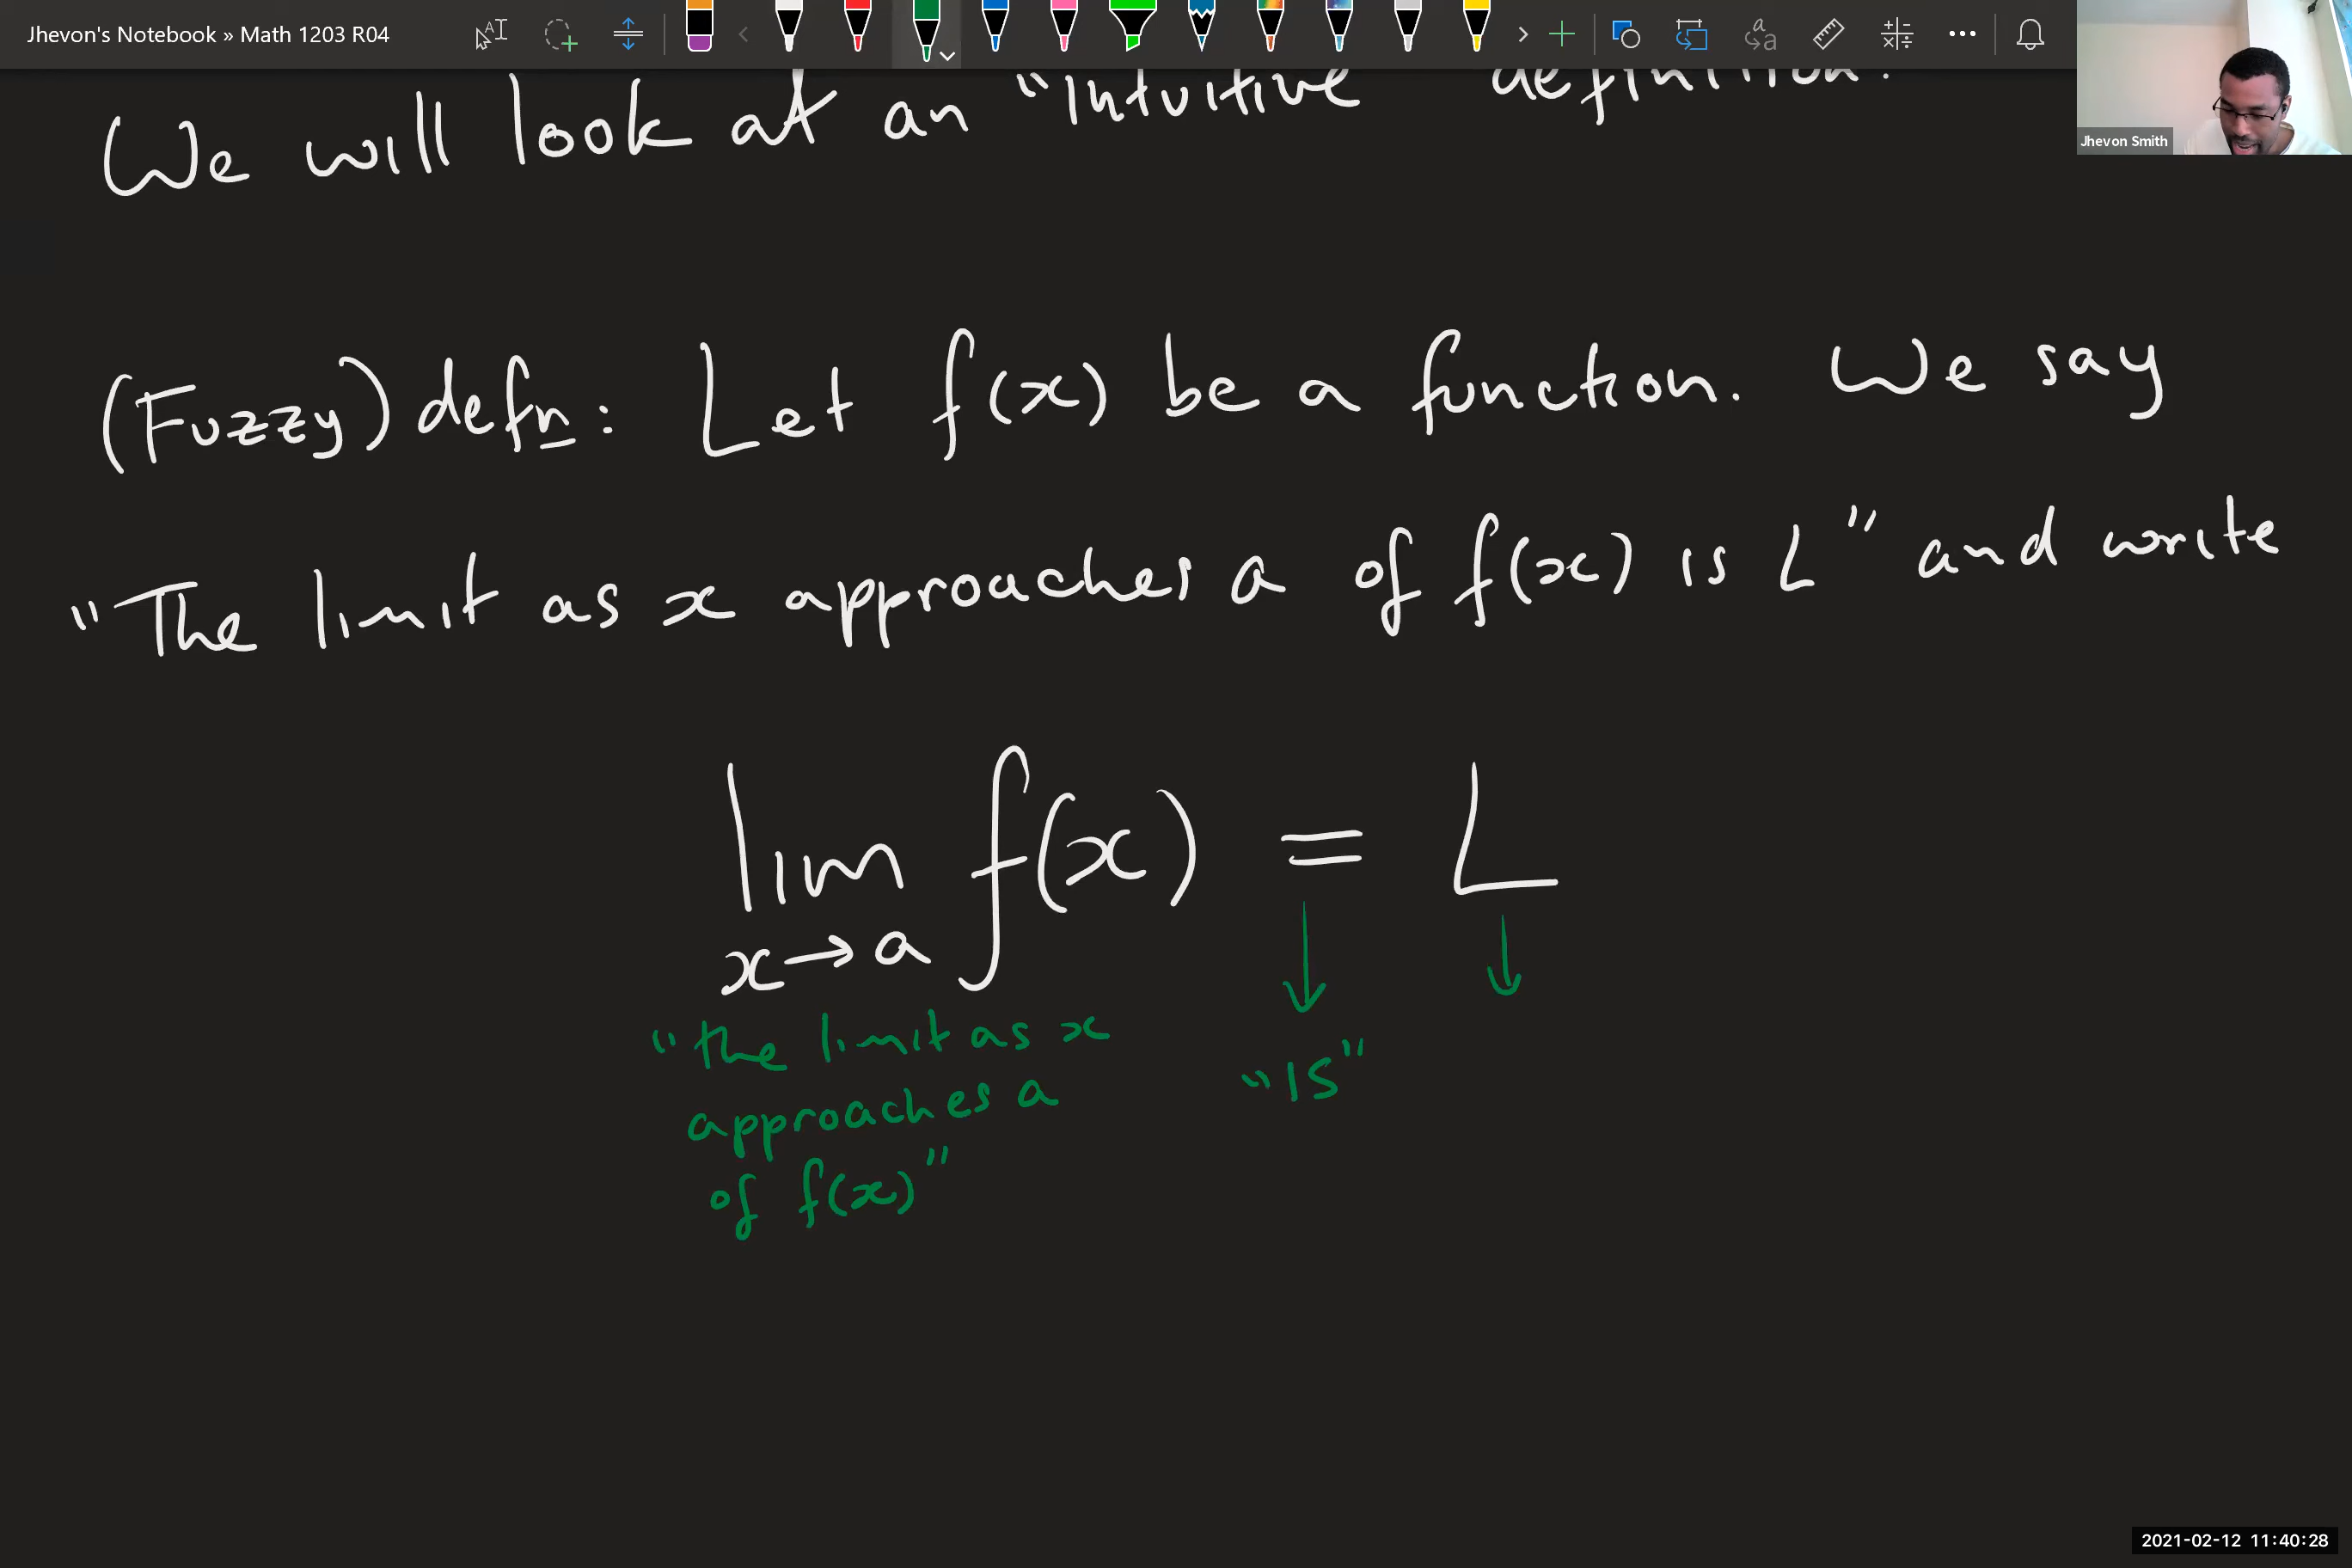 Jhevon's Notebook » Math 1203 R04
Jhevon Smith
We will look at an "intuitive" definition.
(Fuzzy) defn: Let f(x) be a function. We say
"The limit as x approaches a of f(x) is L" and write
lim f(x) = L
x→a
"the limit as x
approaches a
of f(x)"
"is"
2021-02-12 11:40:28